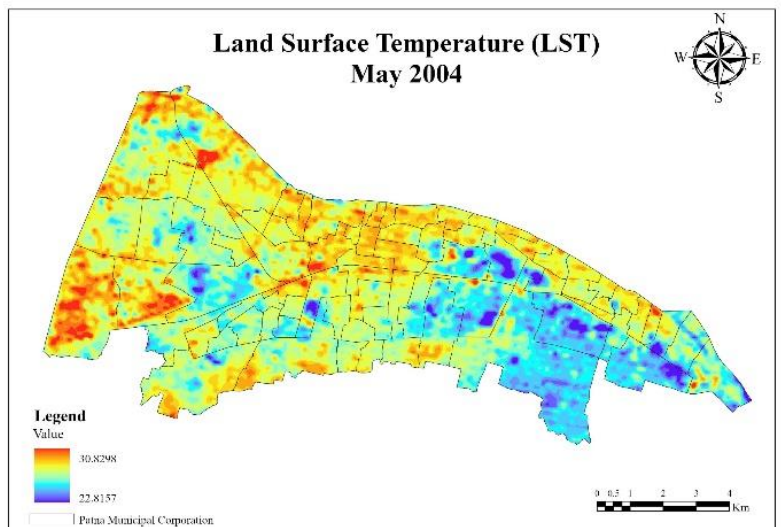 Land Surface Temperature (LST)
May 2004
N
W E
S
Legend
Value
30.8298
22.8157
Patna Municipal Corporation
0 0.5 1 2 3 4
Km